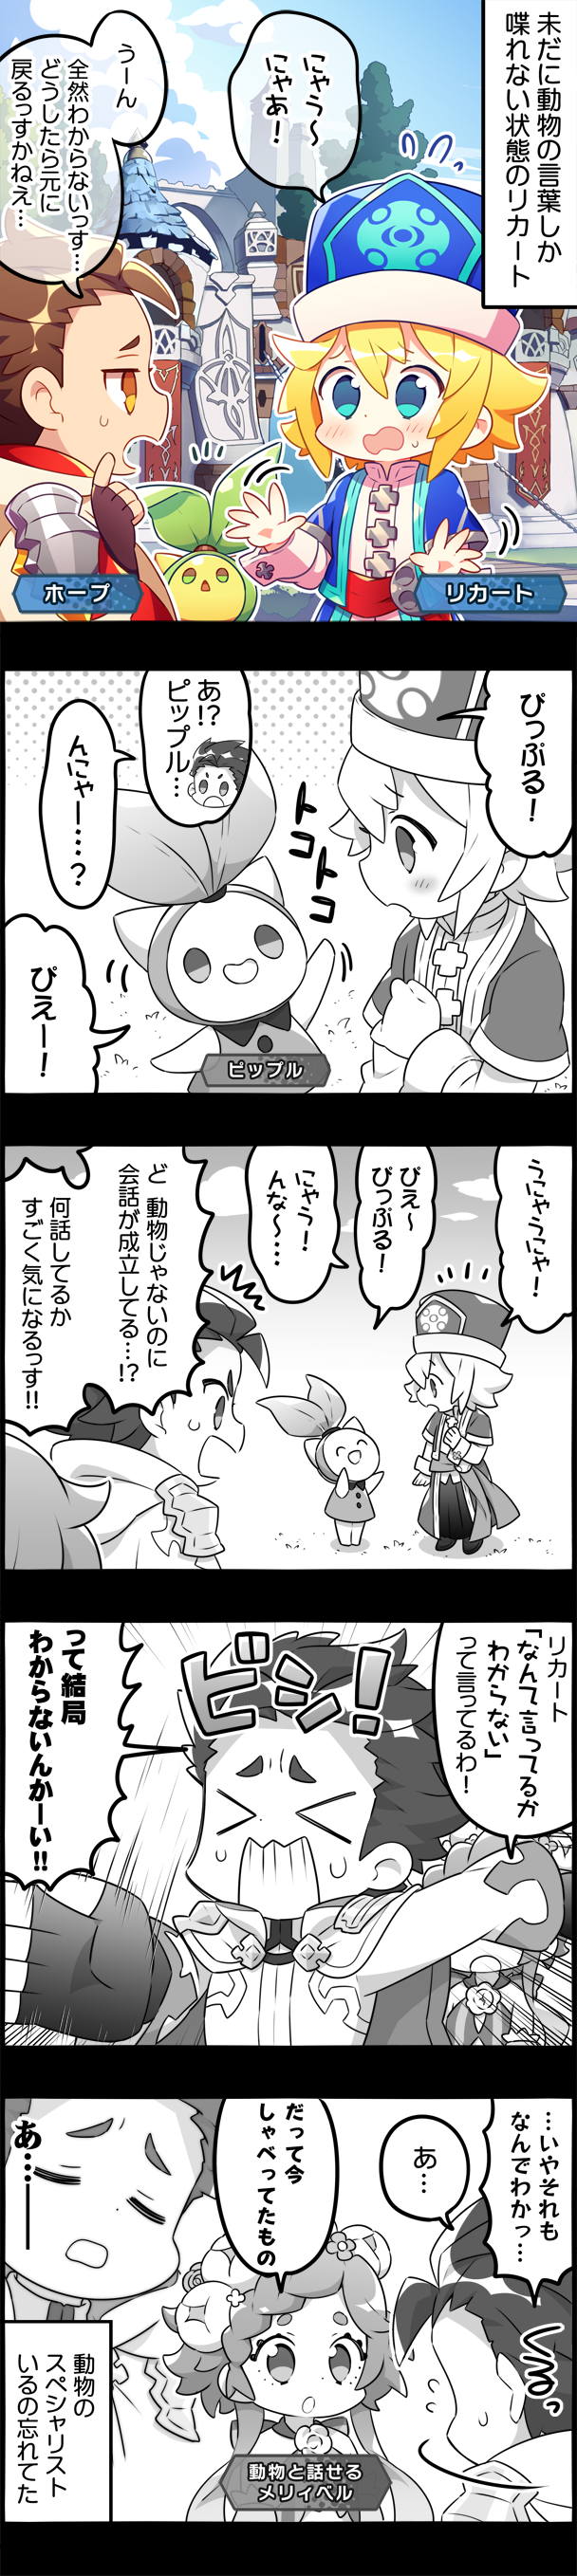 未だに動物の言葉しか
喋れない状態のリカート
にゃう～
にゃあ！
うーん
全然わからないっす…
どうしたら元に
戻るっすかねえ…
ホープ
リカート
ぴっぷる！
あ!?
ピップル…
トコトコ
トコ
んにゃー…？
ぴえー！
ピップル
うにゃうにゃ！
ぴえ～
ぴっぷる！
にゃう！
んな～…
ど 動物じゃないのに
会話が成立してる…!?
何話してるか
すごく気になるっす!!
リカート
「なんて言ってるか
わからない」
って言ってるわ！
ビシ！
って結局
わからないんかーい!!
…いやそれも
なんでわかっ…
あ…
だって今
しゃべってたもの
あ…
動物と話せる
メリィベル
動物の
スペシャリスト
いるの忘れてた